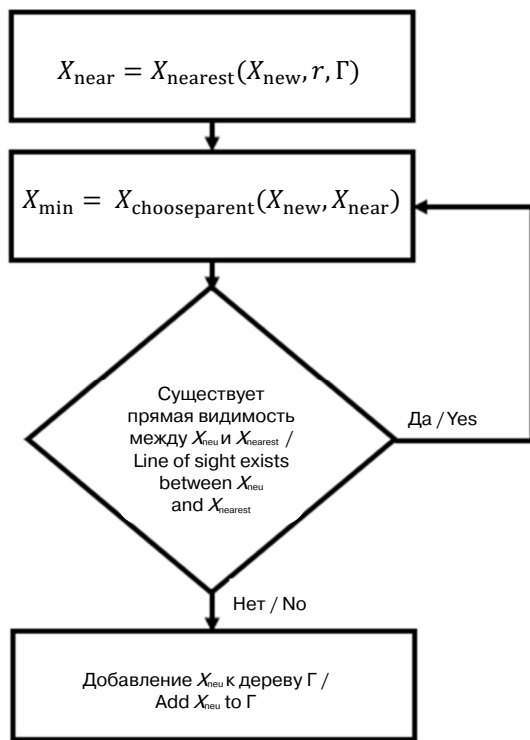 X_near = X_nearest(X_new, r, Γ)
X_min = X_chooseparent(X_new, X_near)
Существует
прямая видимость
между X_neu и X_nearest /
Line of sight exists
between X_neu
and X_nearest
Да / Yes
Нет / No
Добавление X_neu к дереву Γ /
Add X_neu to Γ